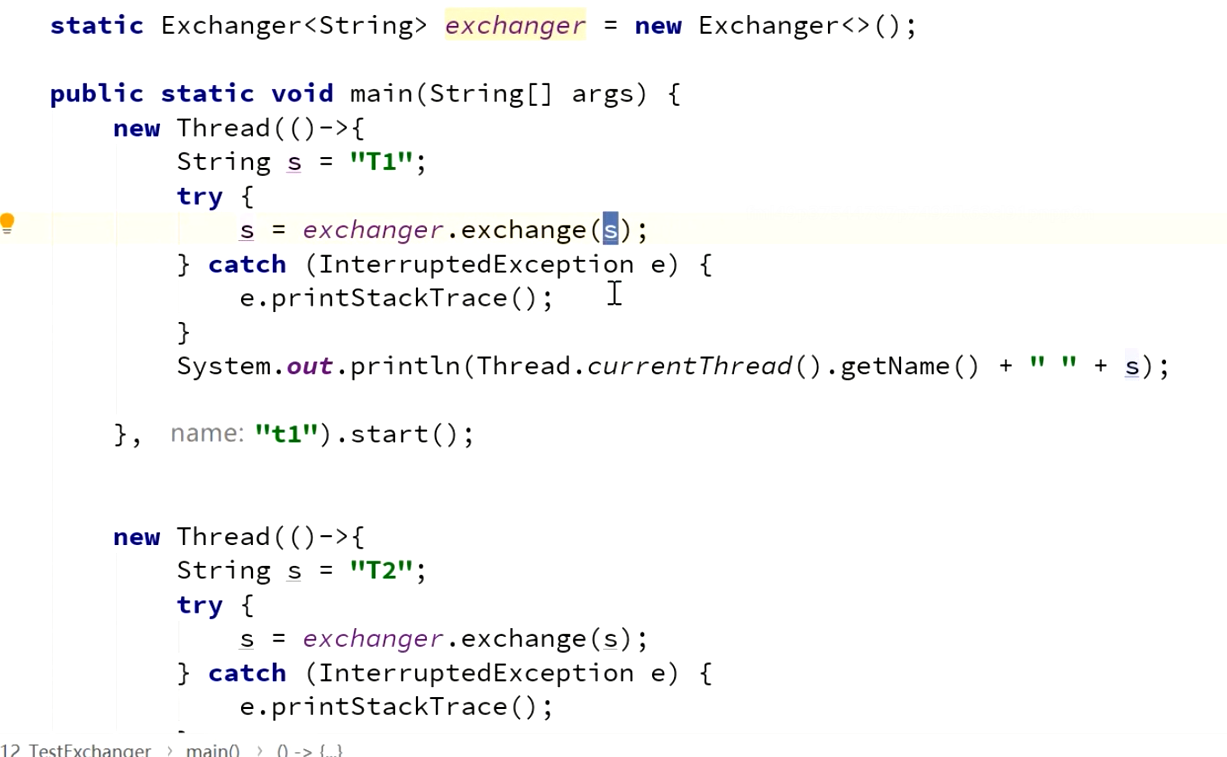 static Exchanger<String> exchanger = new Exchanger<>();
public static void main(String[] args) {
new Thread(()->{
String s = "T1";
try {
s = exchanger.exchange(s);
} catch (InterruptedException e) {
e.printStackTrace();
}
System.out.println(Thread.currentThread().getName() + " " + s);
}, name: "t1").start();
new Thread(()->{
String s = "T2";
try {
s = exchanger.exchange(s);
} catch (InterruptedException e) {
e.printStackTrace();
12_TestExchanger > main() > () -> {...}